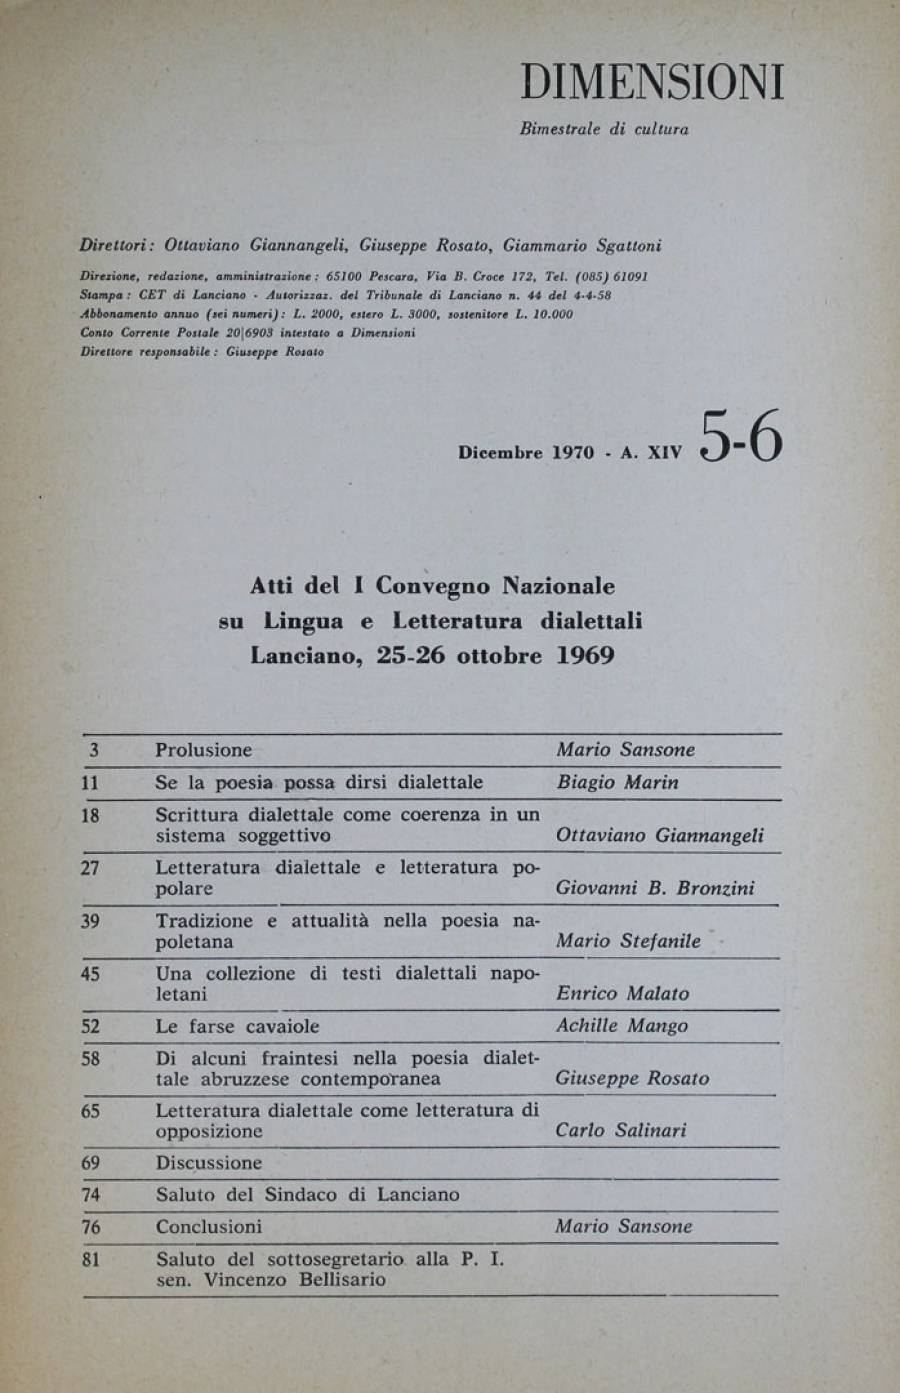 DIMENSIONI
Bimestrale di cultura
Direttori: Ottaviano Giannangeli, Giuseppe Rosato, Giammario Sgattoni
Direzione, redazione, amministrazione: 65100 Pescara, Via B. Croce 172, Tel. (085) 61091
Stampa: CET di Lanciano - Autorizzaz. del Tribunale di Lanciano n. 44 del 4-4-58
Abbonamento annuo (sei numeri): L. 2000, estero L. 3000, sostenitore L. 10.000
Conto Corrente Postale 20|6903 intestato a Dimensioni
Direttore responsabile: Giuseppe Rosato
Dicembre 1970 - A. XIV 5-6
Atti del I Convegno Nazionale
su Lingua e Letteratura dialettali
Lanciano, 25-26 ottobre 1969
3 Prolusione Mario Sansone
11 Se la poesia possa dirsi dialettale Biagio Marin
18 Scrittura dialettale come coerenza in un
sistema soggettivo Ottaviano Giannangeli
27 Letteratura dialettale e letteratura po-
polare Giovanni B. Bronzini
39 Tradizione e attualità nella poesia na-
poletana Mario Stefanile
45 Una collezione di testi dialettali napo-
letani Enrico Malato
52 Le farse cavaiole Achille Mango
58 Di alcuni fraintesi nella poesia dialet-
tale abruzzese contemporanea Giuseppe Rosato
65 Letteratura dialettale come letteratura di
opposizione Carlo Salinari
69 Discussione
74 Saluto del Sindaco di Lanciano
76 Conclusioni Mario Sansone
81 Saluto del sottosegretario alla P. I.
sen. Vincenzo Bellisario